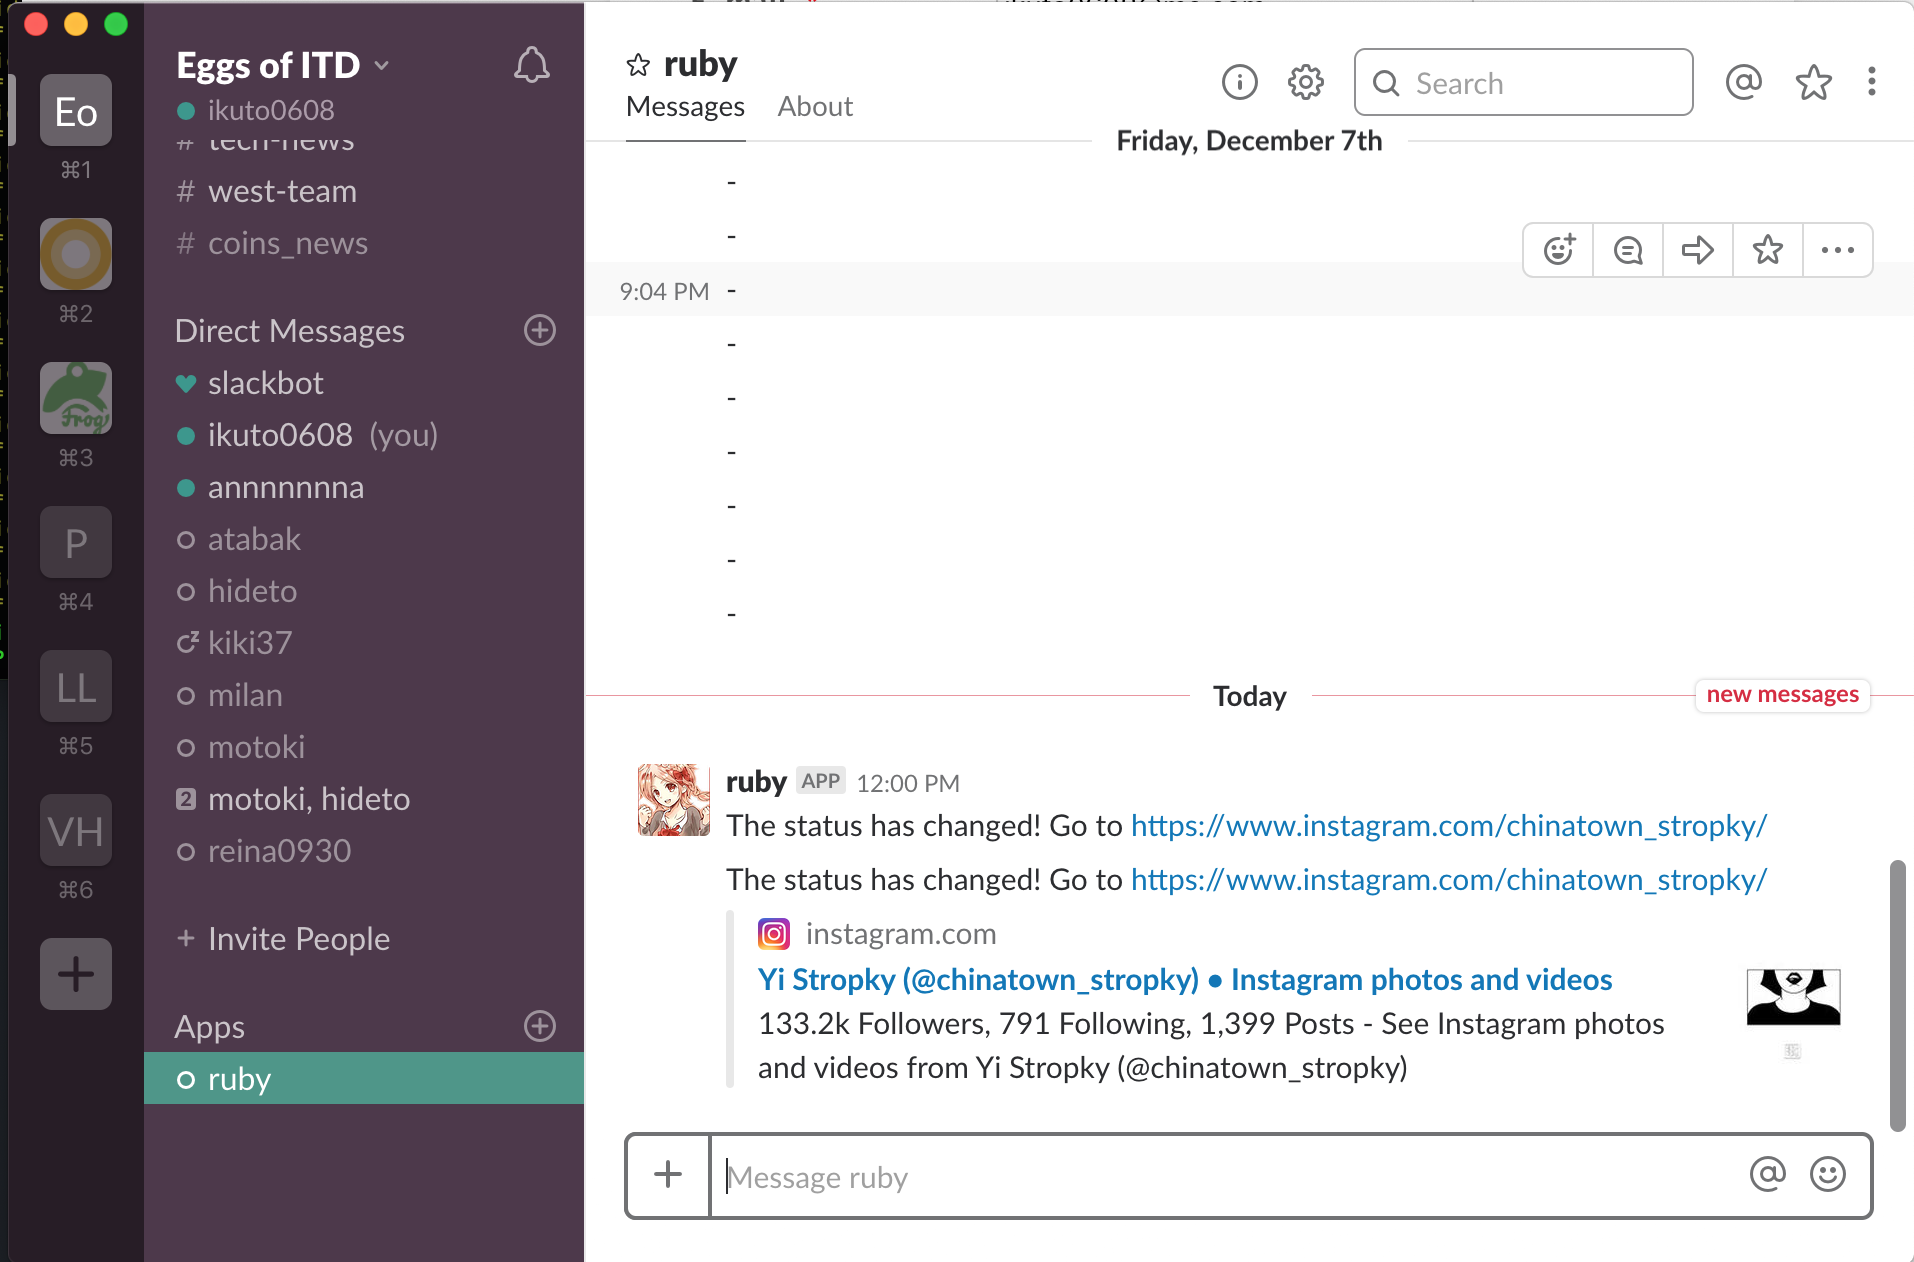 Eo
⌘1
⌘2
Frog
⌘3
P
⌘4
LL
⌘5
VH
⌘6
Eggs of ITD
ikuto0608
# tech-news
# west-team
# coins_news
Direct Messages
slackbot
ikuto0608 (you)
annnnnnna
atabak
hideto
kiki37
milan
motoki
2 motoki, hideto
reina0930
+ Invite People
Apps
ruby
ruby
Messages About
Search
Friday, December 7th
-
-
9:04 PM -
-
-
-
-
-
-
Today
new messages
ruby APP 12:00 PM
The status has changed! Go to https://www.instagram.com/chinatown_stropky/
The status has changed! Go to https://www.instagram.com/chinatown_stropky/
instagram.com
Yi Stropky (@chinatown_stropky) • Instagram photos and videos
133.2k Followers, 791 Following, 1,399 Posts - See Instagram photos
and videos from Yi Stropky (@chinatown_stropky)
Message ruby